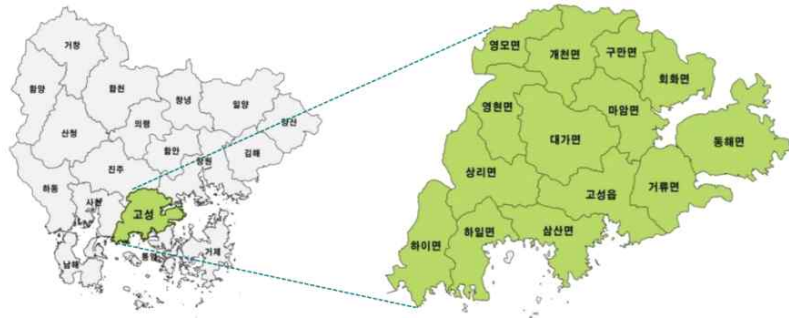 거창
함양
합천
창녕
밀양
산청
의령
양산
함안
창원
김해
진주
하동
사천
고성
남해
통영
거제
영오면
개천면
구만면
회화면
영현면
마암면
대가면
동해면
상리면
고성읍
거류면
하이면
하일면
삼산면